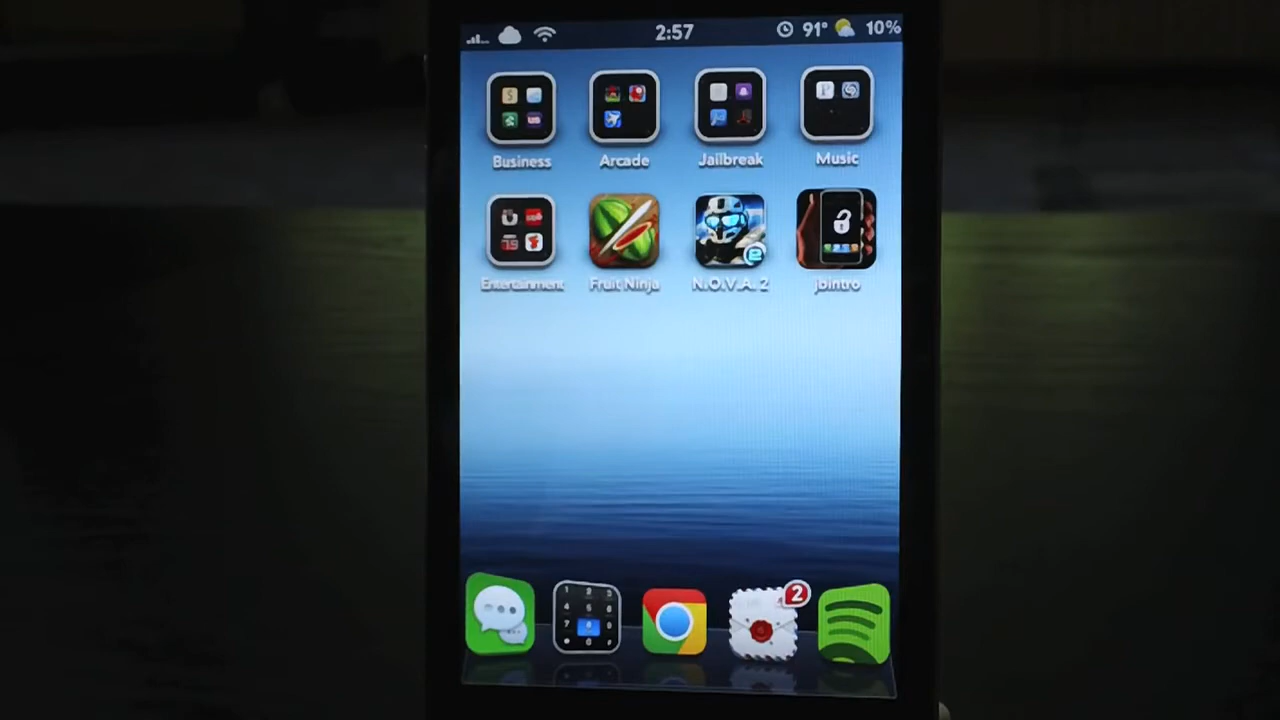 2:57 91° 10%
Business Arcade Jailbreak Music
Entertainment Fruit Ninja N.O.V.A. 2 jbintro
2